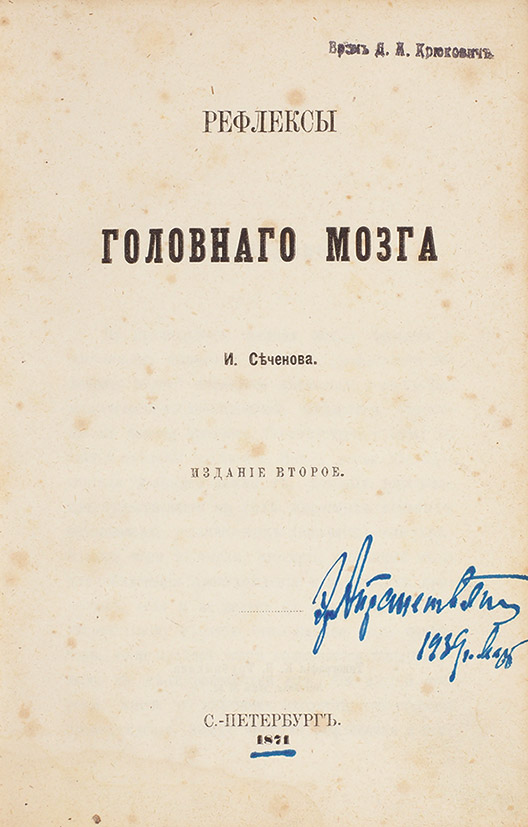 Врачъ Д. И. Крюковичъ.
РЕФЛЕКСЫ
ГОЛОВНАГО МОЗГА
И. Сѣченова.
ИЗДАНІЕ ВТОРОЕ.
С.-ПЕТЕРБУРГЪ.
1871